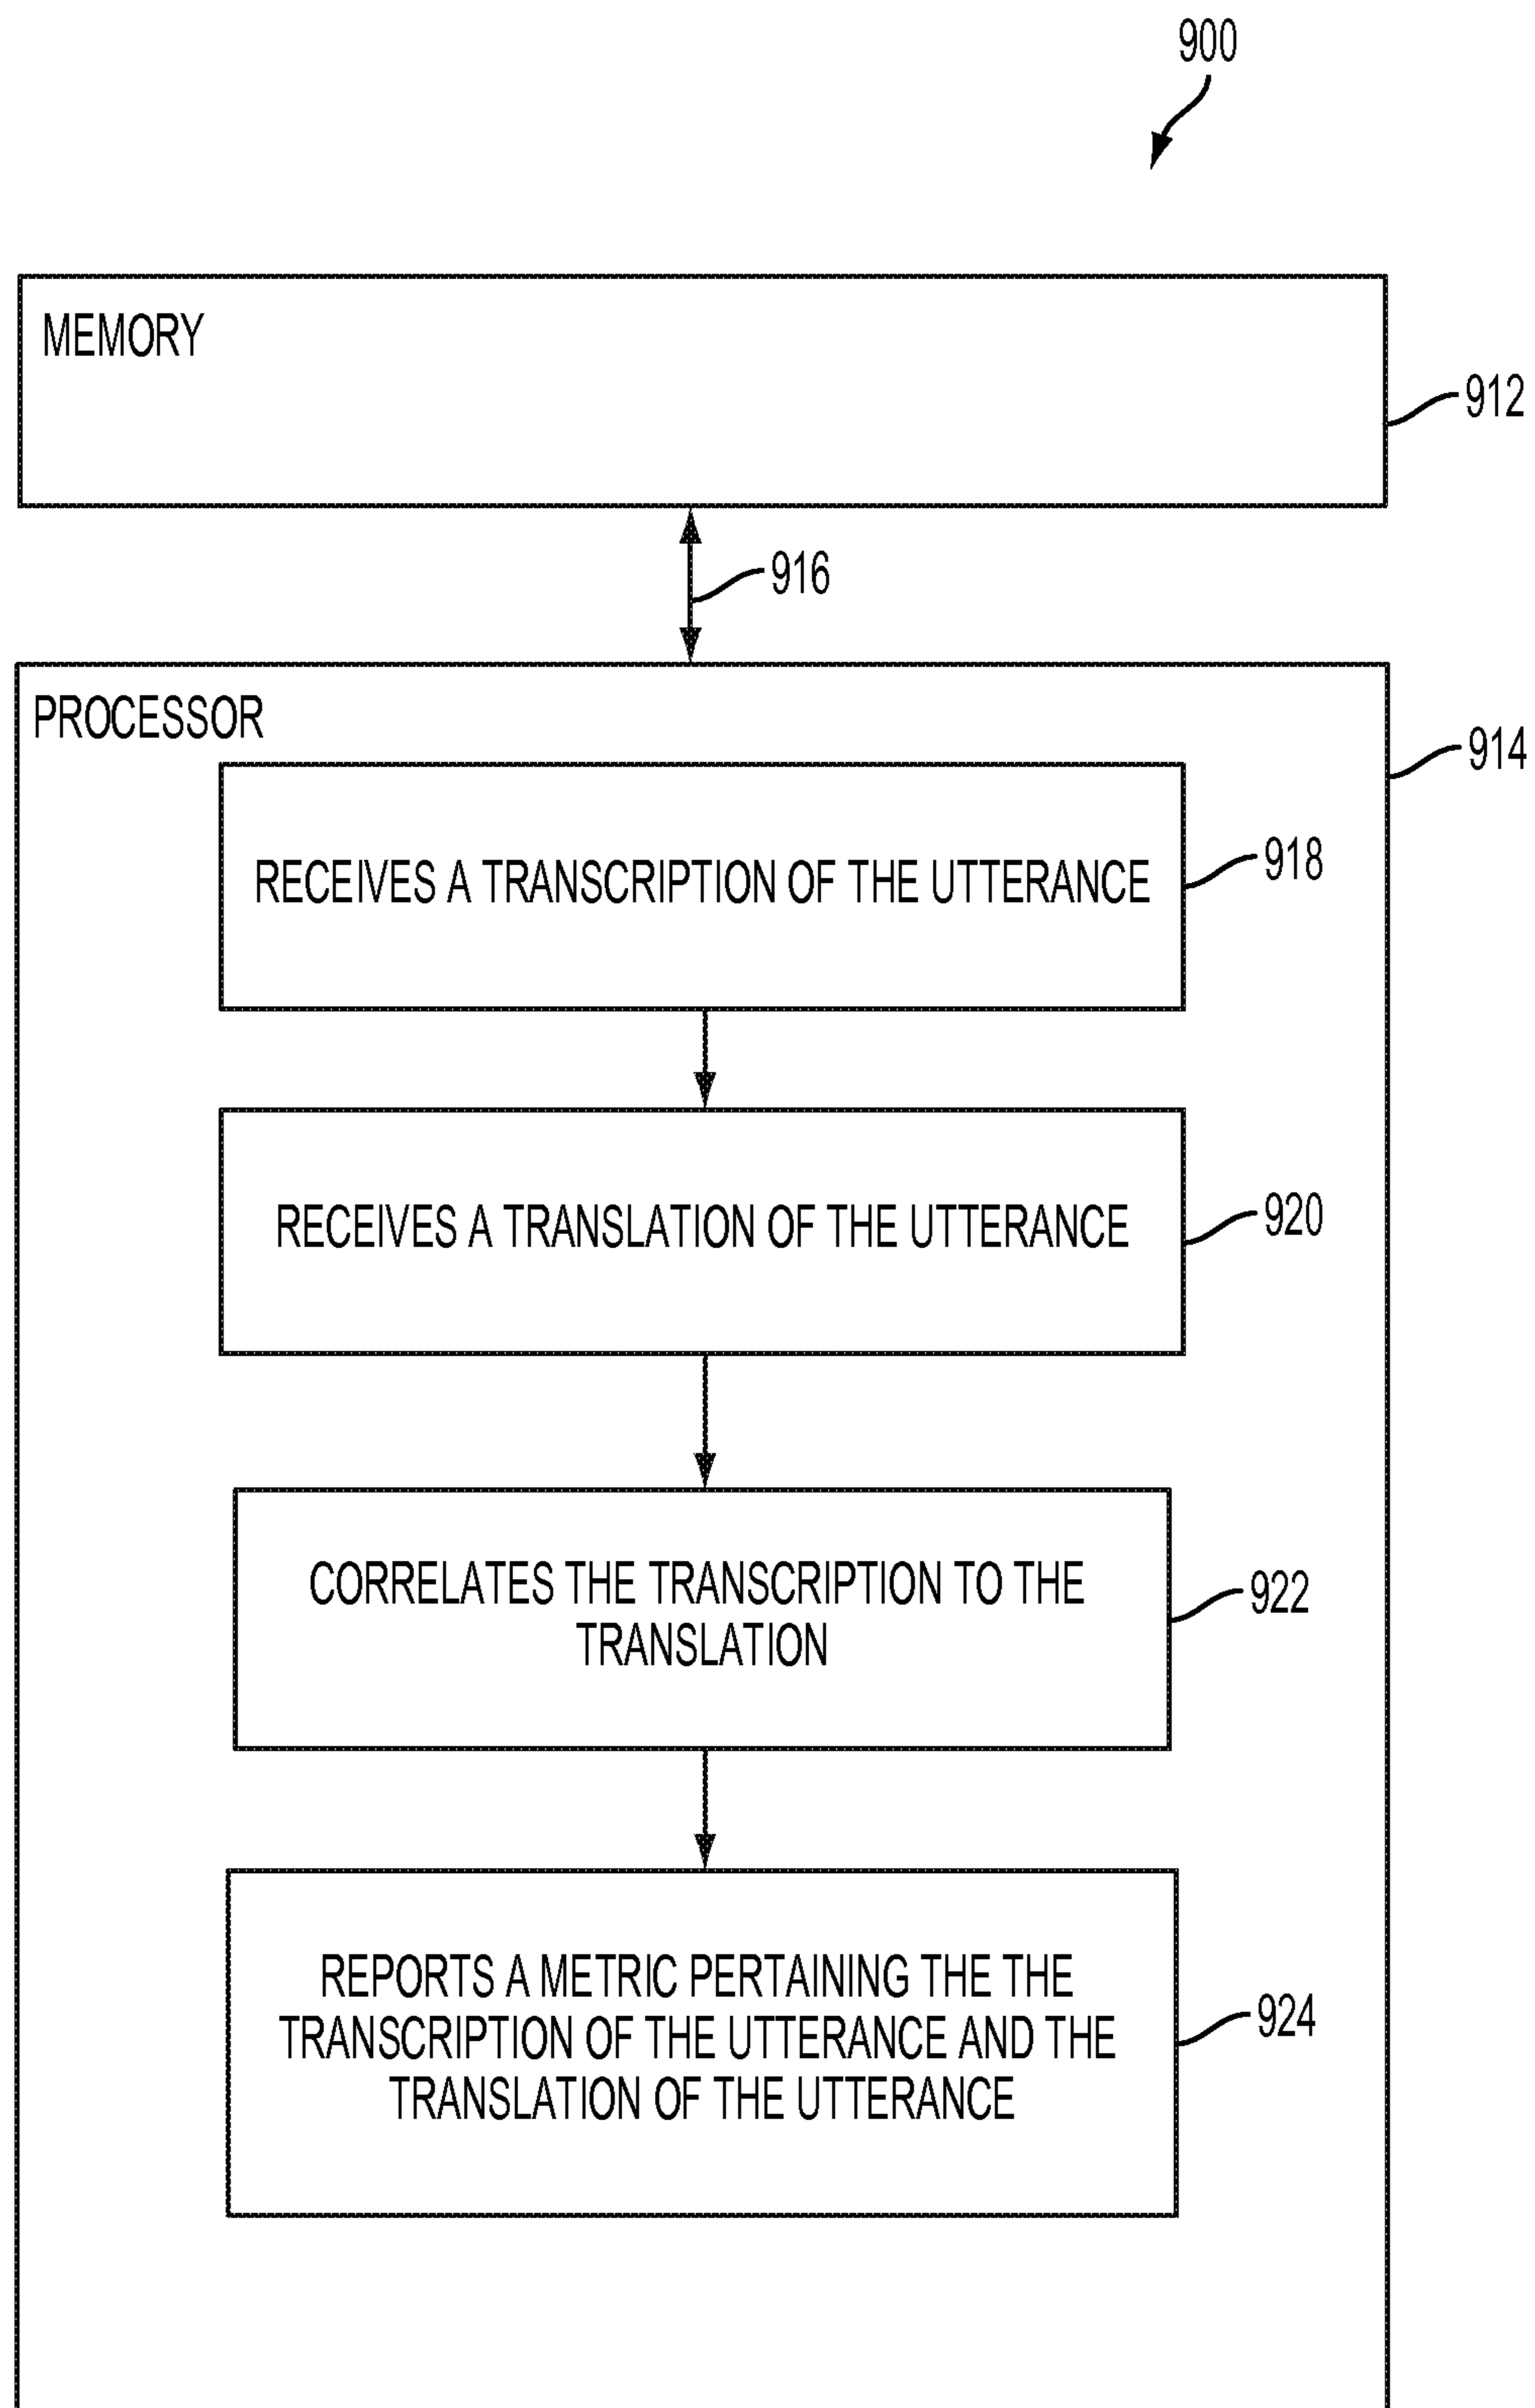 900
MEMORY
912
916
PROCESSOR
914
RECEIVES A TRANSCRIPTION OF THE UTTERANCE
918
RECEIVES A TRANSLATION OF THE UTTERANCE
920
CORRELATES THE TRANSCRIPTION TO THE
TRANSLATION
922
REPORTS A METRIC PERTAINING THE THE
TRANSCRIPTION OF THE UTTERANCE AND THE
TRANSLATION OF THE UTTERANCE
924